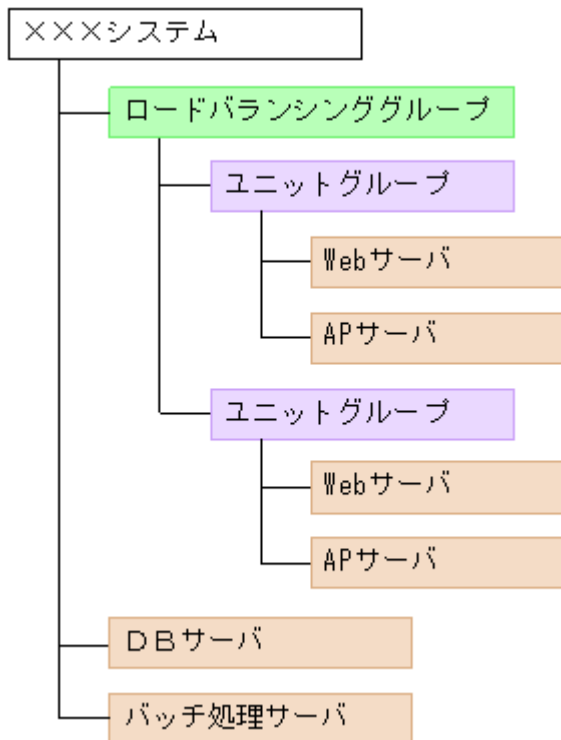 ×××システム
ロードバランシンググループ
ユニットグループ
Webサーバ
APサーバ
ユニットグループ
Webサーバ
APサーバ
ＤＢサーバ
バッチ処理サーバ